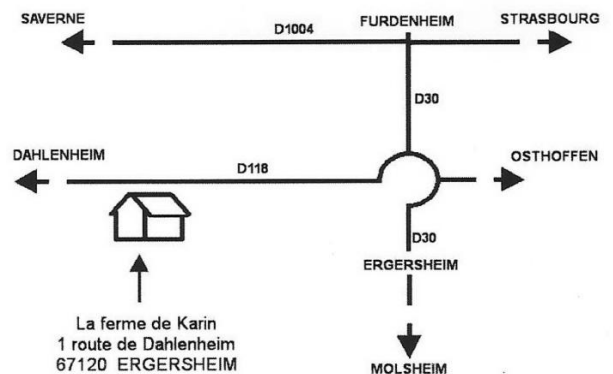 SAVERNE
FURDENHEIM
STRASBOURG
D1004
D30
DAHLENHEIM
D118
OSTHOFFEN
D30
ERGERSHEIM
La ferme de Karin
1 route de Dahlenheim
67120 ERGERSHEIM
MOLSHEIM